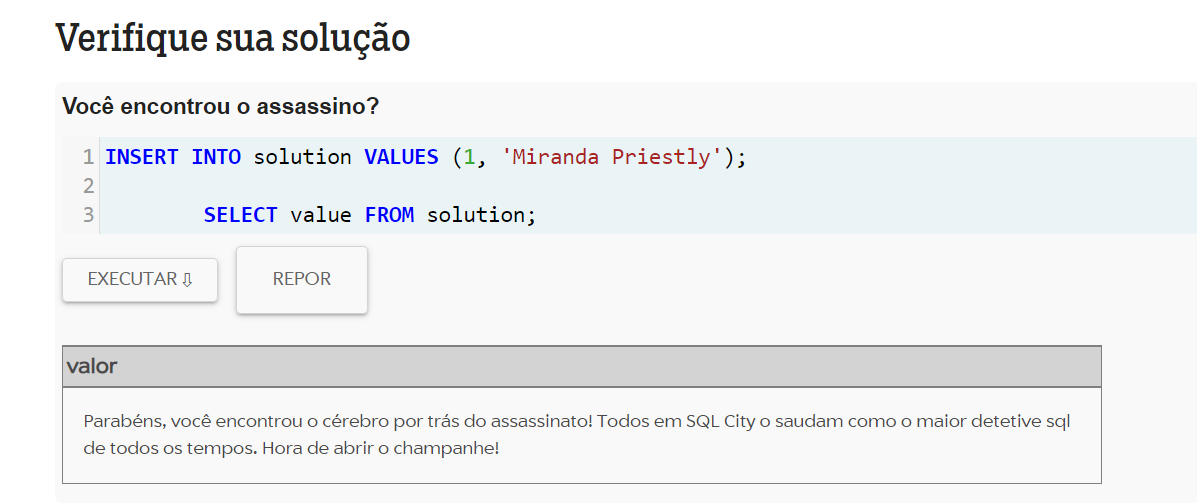 Verifique sua solução
Você encontrou o assassino?
1 INSERT INTO solution VALUES (1, 'Miranda Priestly');
2
3 SELECT value FROM solution;
EXECUTAR ⇩ REPOR
valor
Parabéns, você encontrou o cérebro por trás do assassinato! Todos em SQL City o saudam como o maior detetive sql
de todos os tempos. Hora de abrir o champanhe!